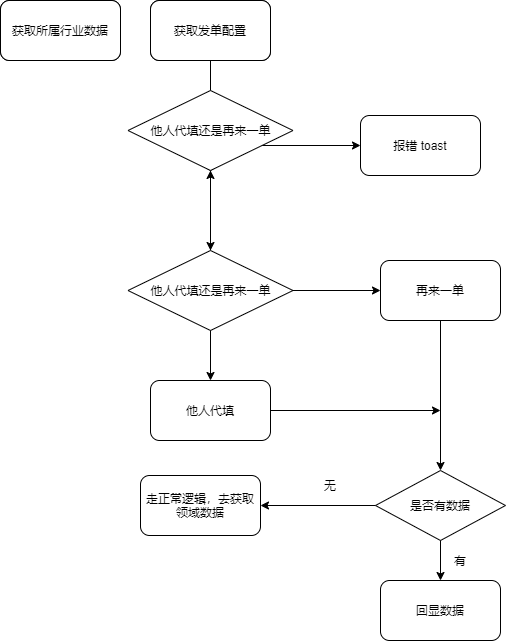 获取所属行业数据
获取发单配置
他人代填还是再来一单
报错 toast
他人代填还是再来一单
再来一单
他人代填
无
走正常逻辑，去获取
领域数据
是否有数据
有
回显数据